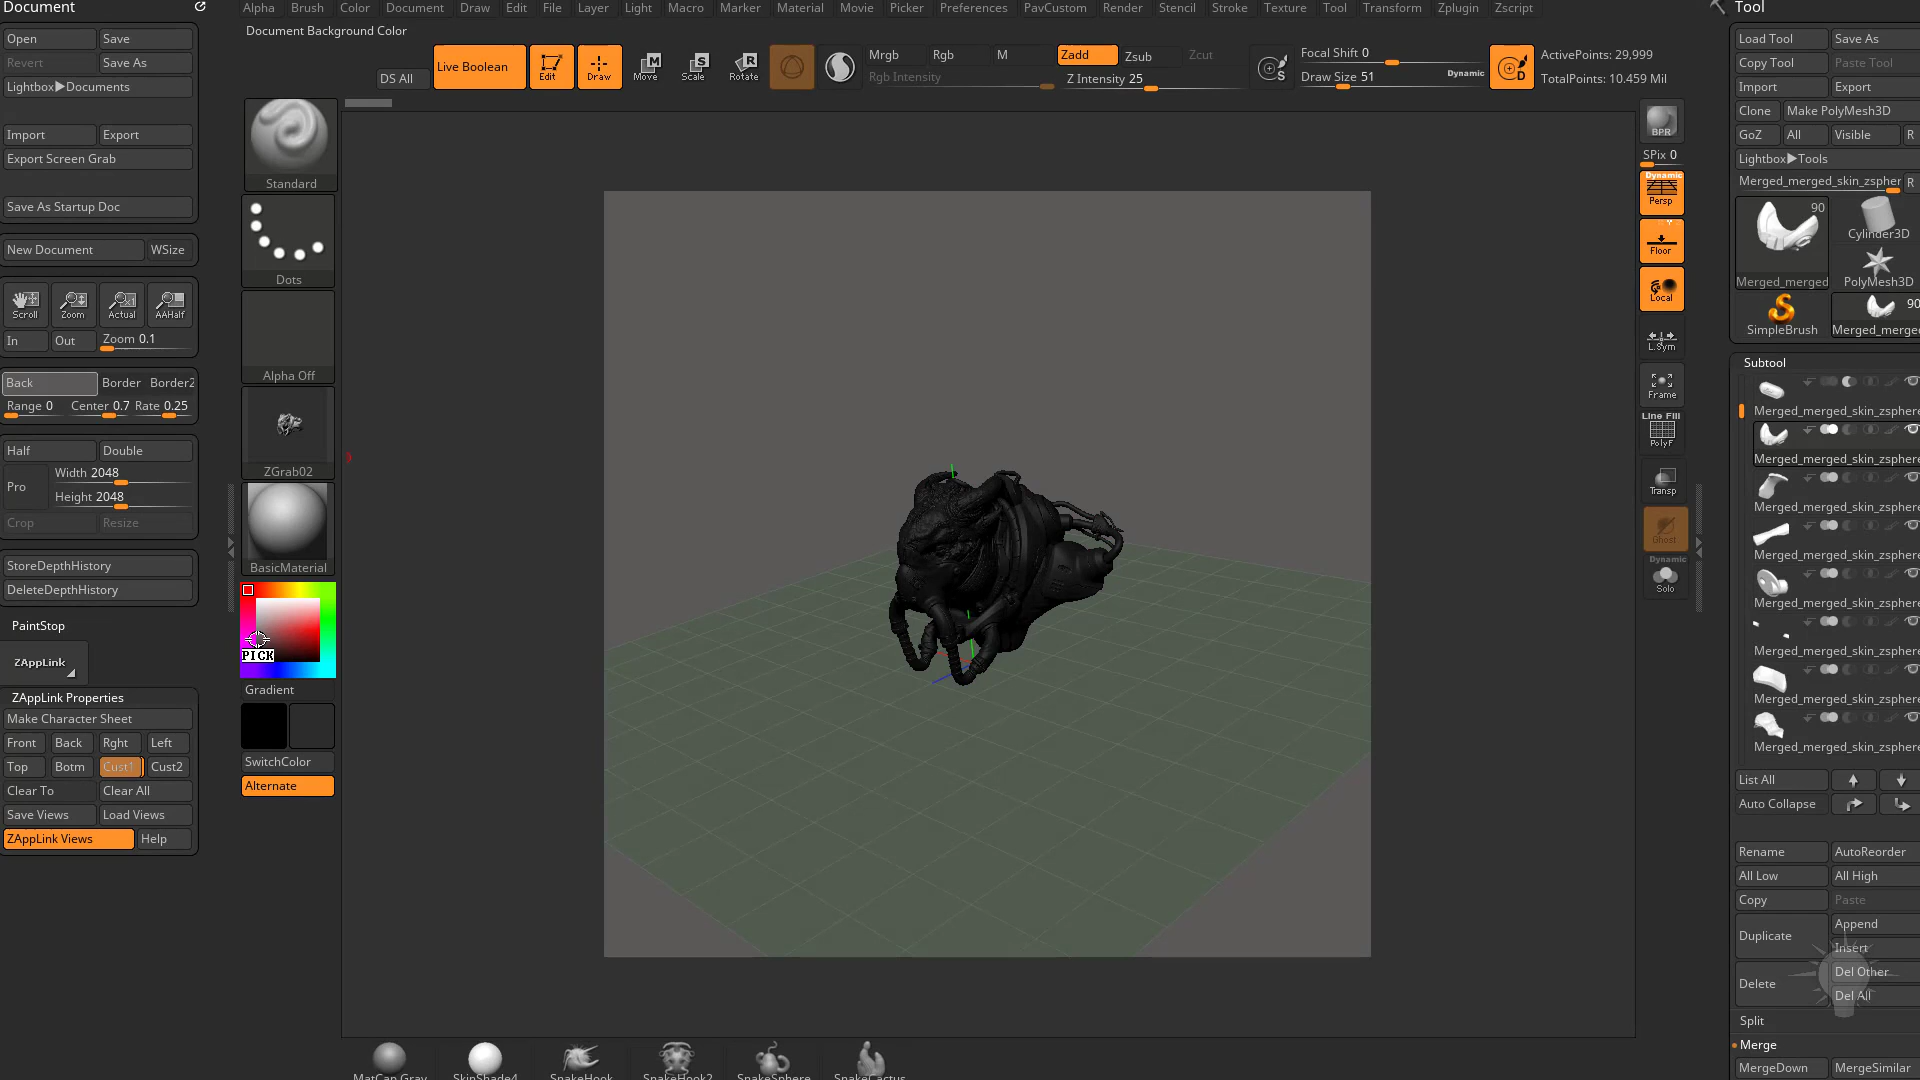 Document
Open Save
Revert Save As
Lightbox▶Documents
Import Export
Export Screen Grab
Save As Startup Doc
New Document WSize
Scroll Zoom Actual AAHalf
In Out Zoom 0.1
Back Border Border2
Range 0 Center 0.7 Rate 0.25
Half Double
Pro Width 2048
Height 2048
Crop Resize
StoreDepthHistory
DeleteDepthHistory
PaintStop
ZAppLink
ZAppLink Properties
Make Character Sheet
Front Back Rght Left
Top Botm Cust1 Cust2
Clear To Clear All
Save Views Load Views
ZAppLink Views Help
Alpha Brush Color Document Draw Edit File Layer Light Macro Marker Material Movie Picker Preferences PavCustom Render Stencil Stroke Texture Tool Transform Zplugin Zscript
Document Background Color
DS All Live Boolean Edit Draw Move Scale Rotate
Mrgb Rgb M Zadd Zsub Zcut
Rgb Intensity Z Intensity 25
S
Focal Shift 0
Draw Size 51 Dynamic
D
ActivePoints: 29,999
TotalPoints: 10.459 Mil
Standard
Dots
Alpha Off
ZGrab02
BasicMaterial
PICK
Gradient
SwitchColor
Alternate
BPR
SPix 0
Dynamic
Persp
Floor
Local
L.Sym
Frame
Line Fill
PolyF
Transp
Ghost
Dynamic
Solo
MatCap Gray SkinShade4 SnakeHook SnakeHook2 SnakeSphere SnakeCactus
Tool
Load Tool Save As
Copy Tool Paste Tool
Import Export
Clone Make PolyMesh3D
GoZ All Visible R
Lightbox▶Tools
Merged_merged_skin_zspher R
90
Cylinder3D
Merged_merged PolyMesh3D
90
SimpleBrush Merged_merge
Subtool
Merged_merged_skin_zsphere
Merged_merged_skin_zsphere
Merged_merged_skin_zsphere
Merged_merged_skin_zsphere
Merged_merged_skin_zsphere
Merged_merged_skin_zsphere
Merged_merged_skin_zsphere
Merged_merged_skin_zsphere
List All
Auto Collapse
Rename AutoReorder
All Low All High
Copy Paste
Duplicate Append
Insert
Delete Del Other
Del All
Split
Merge
MergeDown MergeSimilar